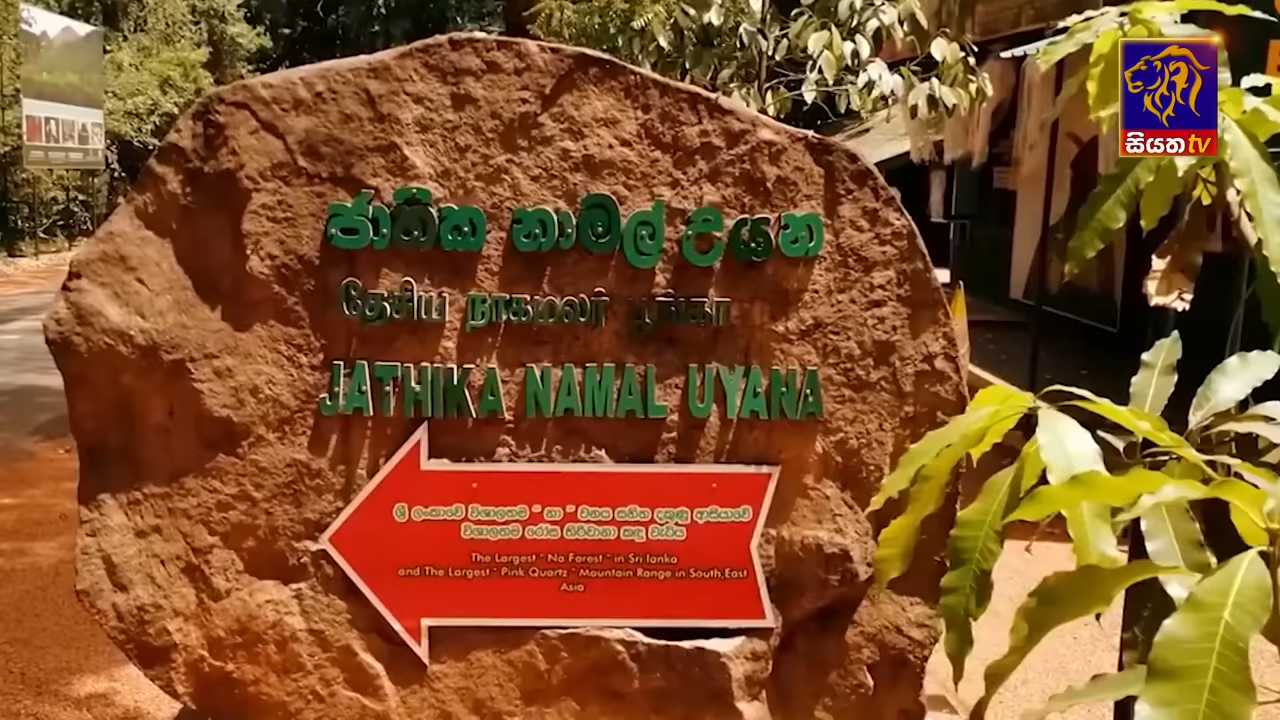 සියත tv
ජාතික නාමල් උයන
தேசிய நாகமலர் பூங்கா
JATHIKA NAMAL UYANA
ශ්‍රී ලංකාවේ විශාලතම " නා " වනය සහිත දකුණු ආසියාවේ
විශාලතම රෝස තිරිවානා කඳු වැටිය
The Largest " Na Forest " in Sri lanka
and The Largest " Pink Quartz " Mountain Range in South,East
Asia